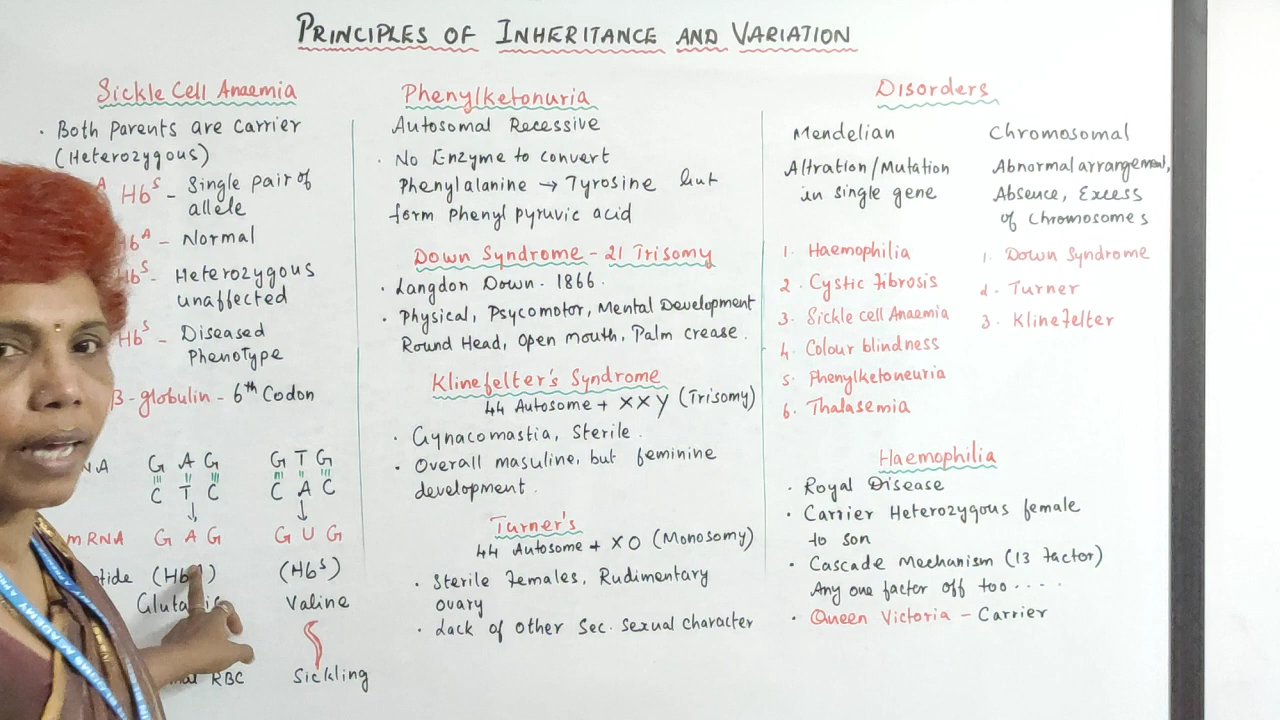 PRINCIPLES OF INHERITANCE AND VARIATION
Sickle Cell Anaemia
· Both Parents are Carrier
(Heterozygous)
A Hbˢ - Single pair of
allele
Hbᴬ - Normal
Hbˢ - Heterozygous
unaffected
Hbˢ - Diseased
Phenotype
β-globulin - 6ᵗʰ Codon
NA G A G G T G
C T C C A C
↓ ↓
mRNA G A G G U G
(Hb (Hbˢ)
Valine
RBC Sickling
Phenylketonuria
Autosomal Recessive
· No Enzyme to convert
Phenylalanine → Tyrosine but
form Phenyl pyruvic acid
Down Syndrome - 21 Trisomy
· Langdon Down - 1866.
· Physical, Psycomotor, Mental Development
Round Head, Open mouth, Palm crease.
Klinefelter's Syndrome
44 Autosome + XXY (Trisomy)
· Gynacomastia, Sterile.
· Overall masuline, but feminine
development.
Turner's
44 Autosome + XO (Monosomy)
· Sterile females, Rudimentary
ovary
· Lack of other Sec. Sexual character
Disorders
Mendelian
Altration/Mutation
in single gene
1. Haemophilia
2. Cystic fibrosis
3. Sickle cell Anaemia
4. Colour blindness
5. Phenylketoneuria
6. Thalasemia
Chromosomal
Abnormal arrangement,
Absence, Excess
of Chromosomes
1. Down Syndrome
2. Turner
3. Klinefelter
Haemophilia
· Royal Disease
· Carrier Heterozygous female
to son
· Cascade Mechanism (13 factor)
Any one factor off too ....
· Queen Victoria - Carrier